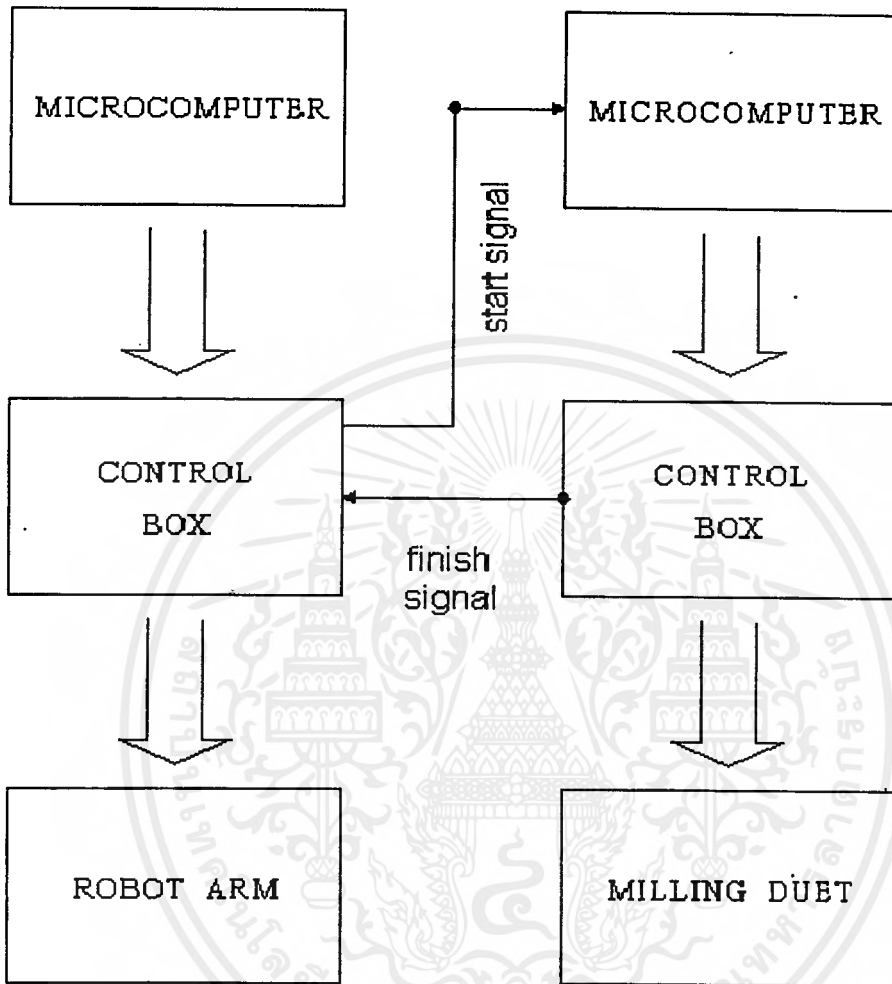 MICROCOMPUTER
MICROCOMPUTER
start signal
CONTROL
BOX
CONTROL
BOX
finish
signal
ROBOT ARM
MILLING DUET